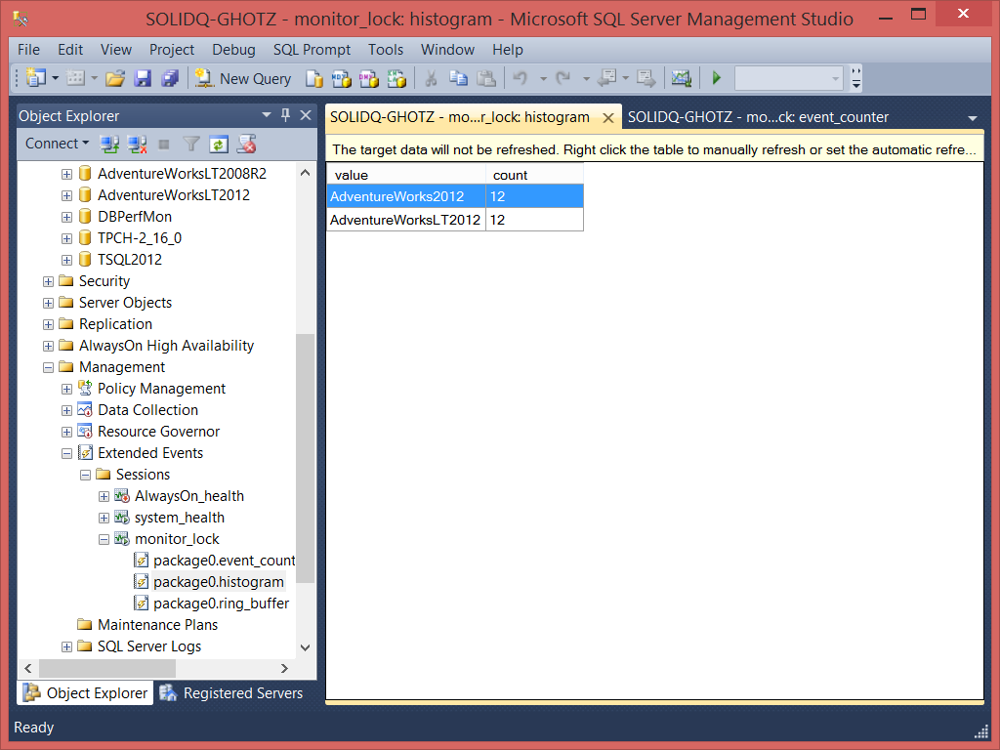 SOLIDQ-GHOTZ - monitor_lock: histogram - Microsoft SQL Server Management Studio
File Edit View Project Debug SQL Prompt Tools Window Help
New Query
Object Explorer
Connect
AdventureWorksLT2008R2
AdventureWorksLT2012
DBPerfMon
TPCH-2_16_0
TSQL2012
Security
Server Objects
Replication
AlwaysOn High Availability
Management
Policy Management
Data Collection
Resource Governor
Extended Events
Sessions
AlwaysOn_health
system_health
monitor_lock
package0.event_count
package0.histogram
package0.ring_buffer
Maintenance Plans
SQL Server Logs
Object Explorer Registered Servers
SOLIDQ-GHOTZ - mo...r_lock: histogram SOLIDQ-GHOTZ - mo...ck: event_counter
The target data will not be refreshed. Right click the table to manually refresh or set the automatic refre...
value count
AdventureWorks2012 12
AdventureWorksLT2012 12
Ready